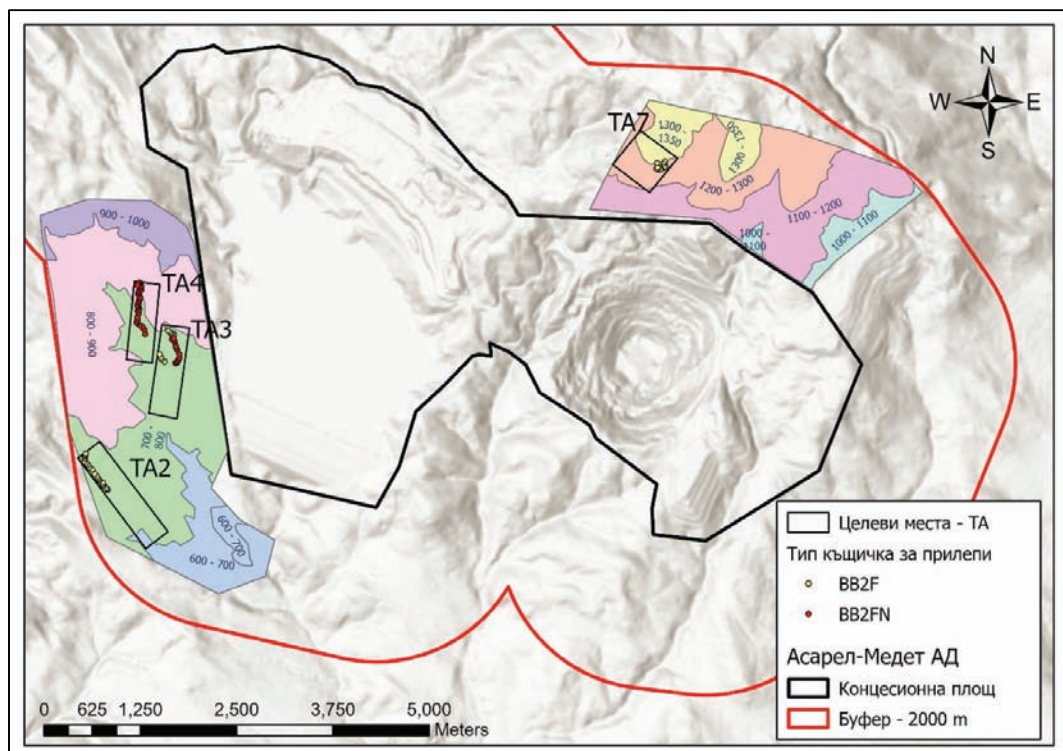 N
W E
S
TA7
1300 -
1350
1300 - 1350
1200 - 1300
1100 - 1200
1000 -
1100
1000 - 1100
900 - 1000
TA4
800 - 900
TA3
700 -
800
TA2
600 - 700
600 - 700
Целеви места - ТА
Тип къщичка за прилепи
BB2F
BB2FN
Асарел-Медет АД
Концесионна площ
Буфер - 2000 m
0 625 1,250 2,500 3,750 5,000
Meters